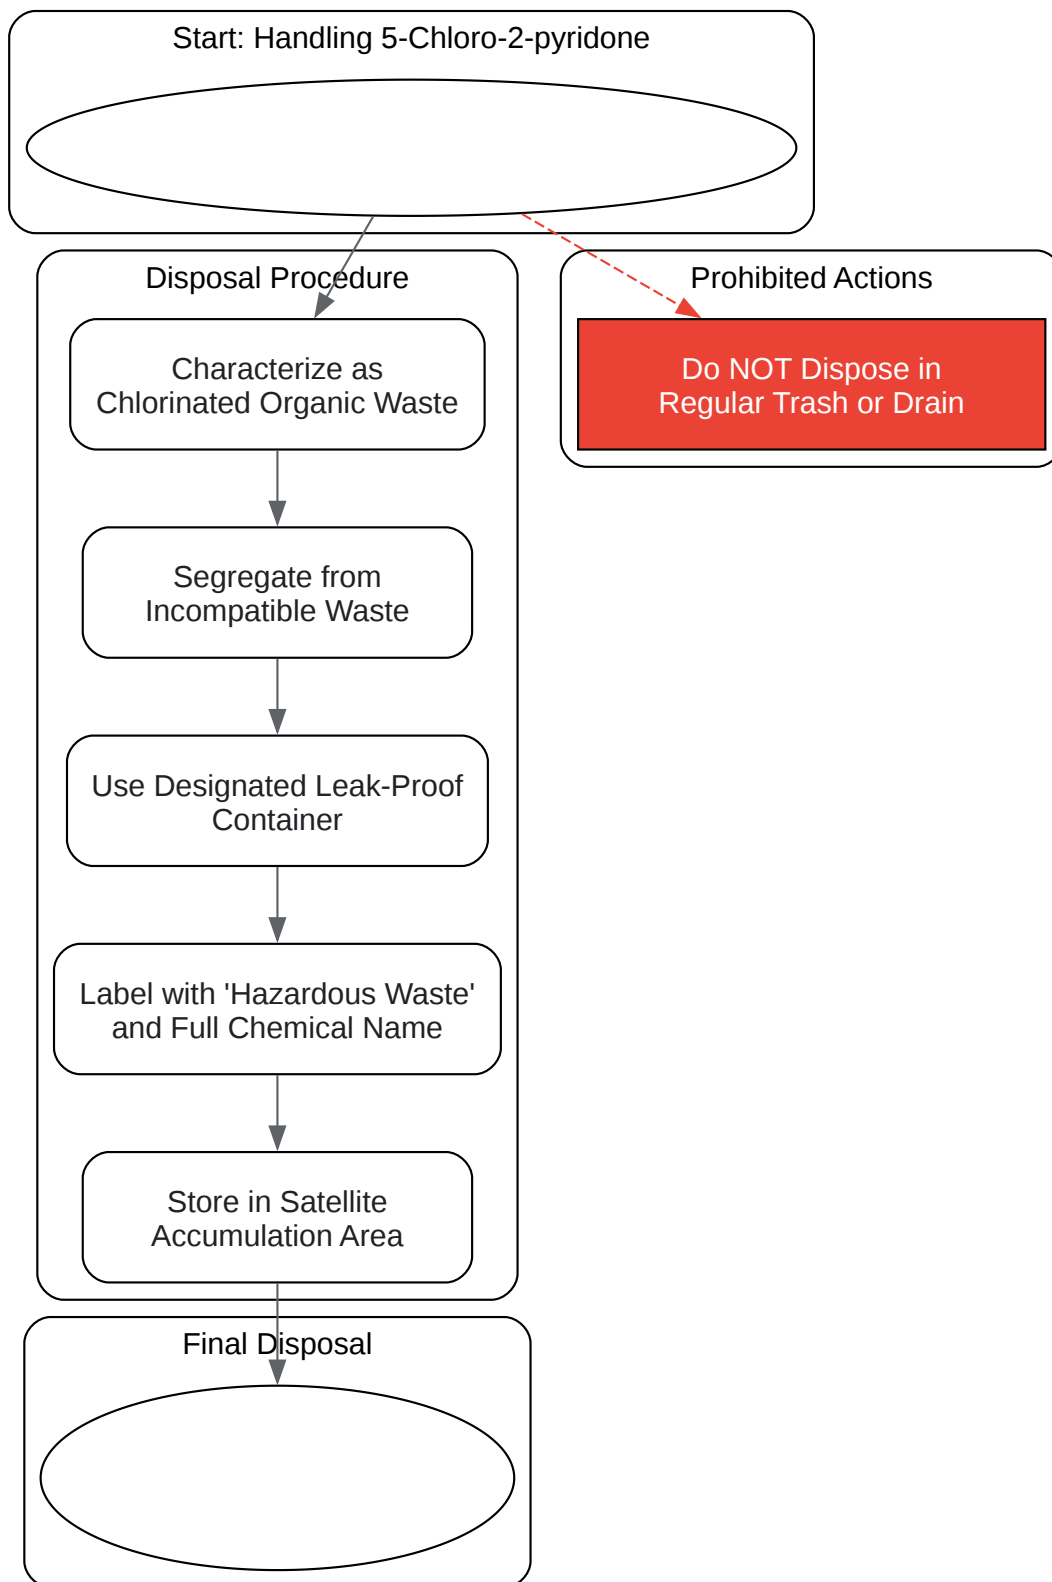 Start: Handling 5-Chloro-2-pyridone
Disposal Procedure
Characterize as
Chlorinated Organic Waste
Segregate from
Incompatible Waste
Use Designated Leak-Proof
Container
Label with 'Hazardous Waste'
and Full Chemical Name
Store in Satellite
Accumulation Area
Prohibited Actions
Do NOT Dispose in
Regular Trash or Drain
Final Disposal